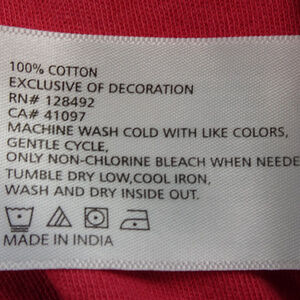 100% COTTON
EXCLUSIVE OF DECORATION
RN# 128492
CA# 41097
MACHINE WASH COLD WITH LIKE COLORS,
GENTLE CYCLE,
ONLY NON-CHLORINE BLEACH WHEN NEEDE
TUMBLE DRY LOW,COOL IRON,
WASH AND DRY INSIDE OUT.
MADE IN INDIA